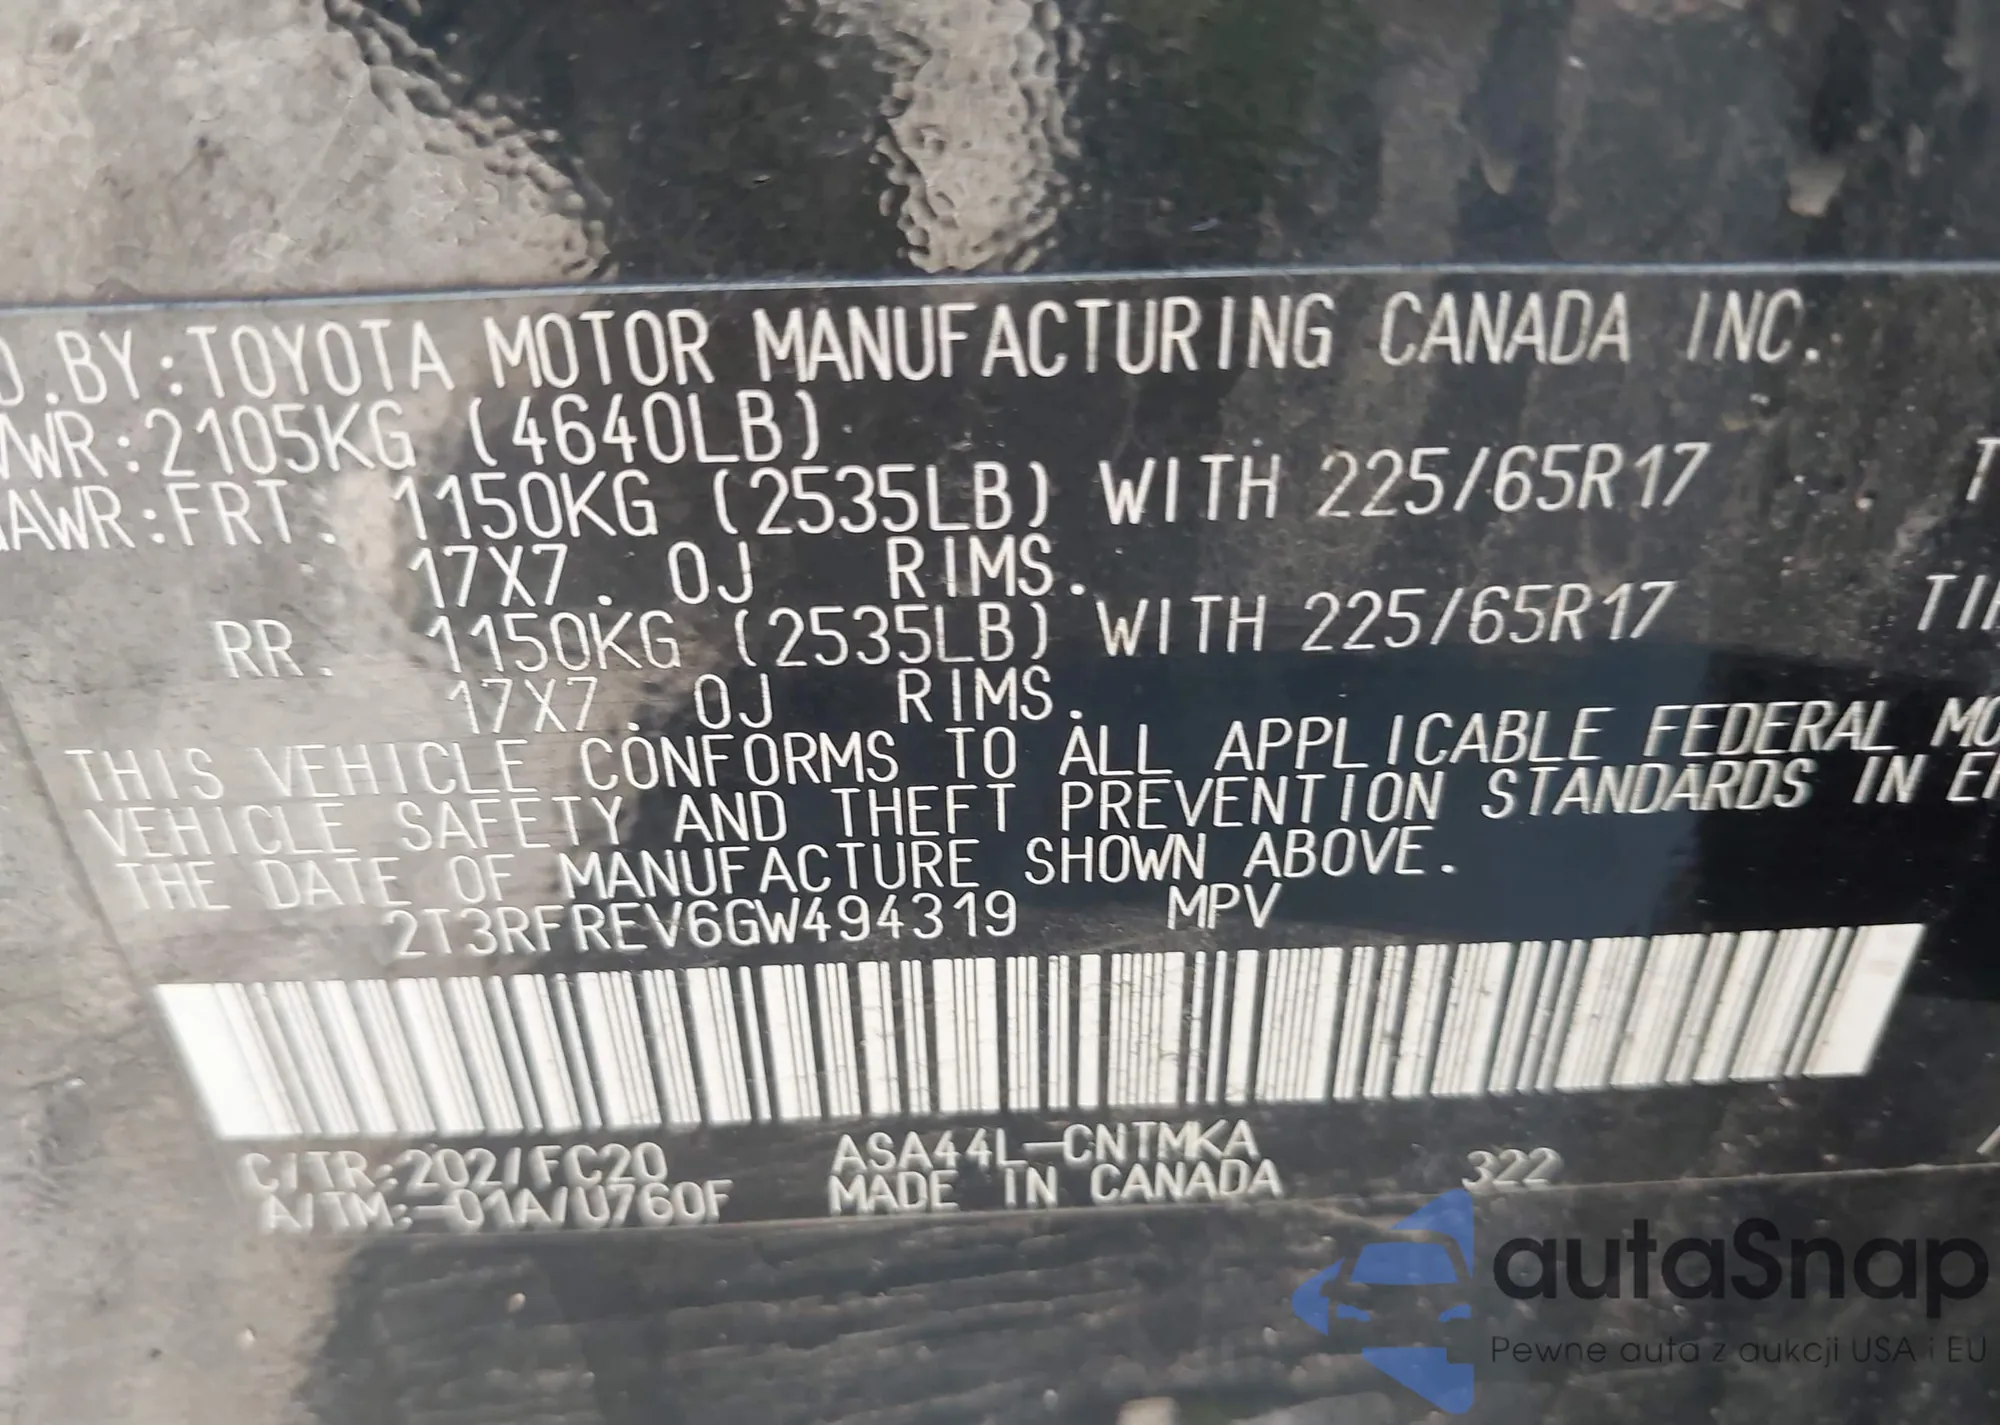 D.BY:TOYOTA MOTOR MANUFACTURING CANADA INC.
VWR:2105KG (4640LB)
AWR:FRT. 1150KG (2535LB) WITH 225/65R17 T
17X7.0J RIMS.
RR. 1150KG (2535LB) WITH 225/65R17 TI
17X7.0J RIMS.
THIS VEHICLE CONFORMS TO ALL APPLICABLE FEDERAL MO
VEHICLE SAFETY AND THEFT PREVENTION STANDARDS IN E
THE DATE OF MANUFACTURE SHOWN ABOVE.
2T3RFREV6GW494319 MPV
C/TR:202/FC20 ASA44L-CNTMKA 322
A/TM:-01A/U760F MADE IN CANADA
autaSnap
Pewne auta z aukcji USA i EU